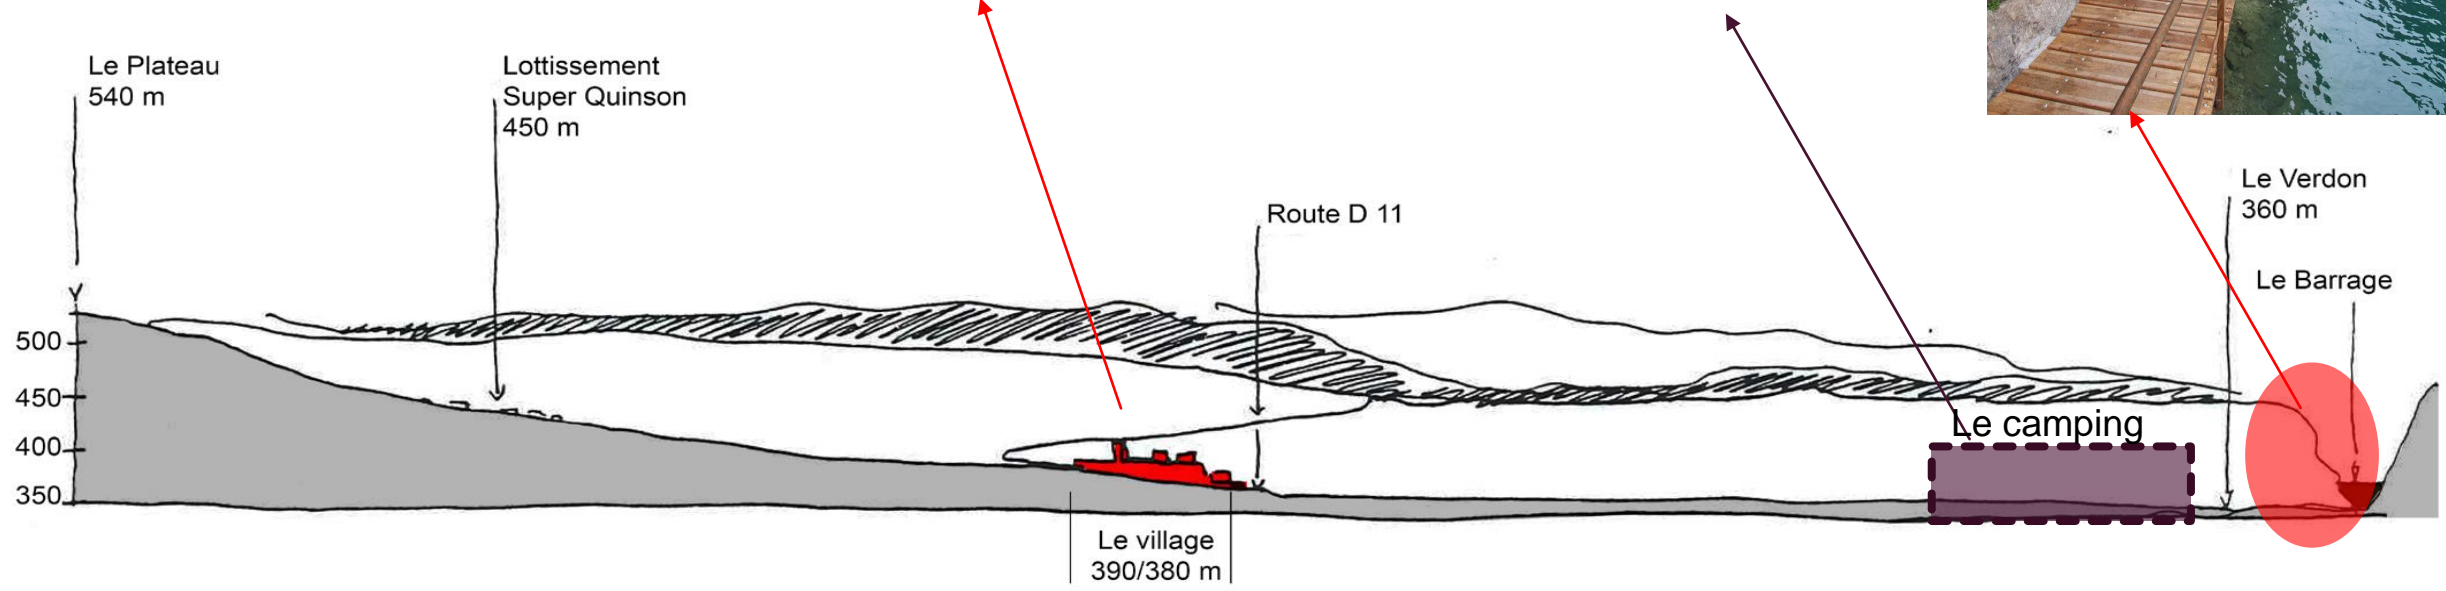 Le Plateau
540 m
Lottissement
Super Quinson
450 m
Route D 11
Le Verdon
360 m
Le Barrage
500
450
400
350
Le camping
Le village
390/380 m